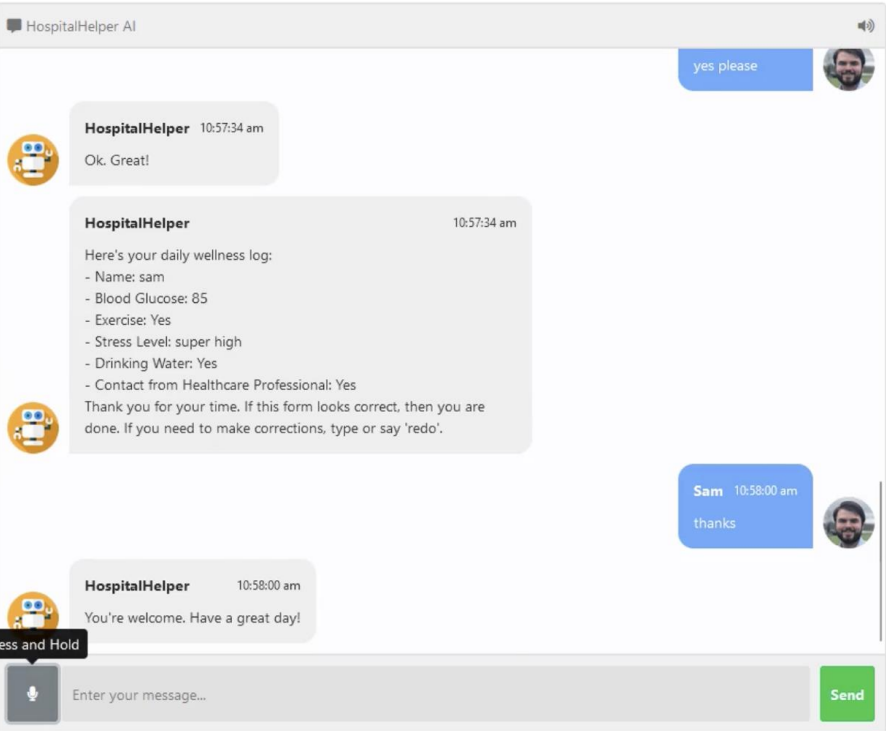 HospitalHelper AI
yes please
HospitalHelper 10:57:34 am
Ok. Great!
HospitalHelper 10:57:34 am
Here's your daily wellness log:
- Name: sam
- Blood Glucose: 85
- Exercise: Yes
- Stress Level: super high
- Drinking Water: Yes
- Contact from Healthcare Professional: Yes
Thank you for your time. If this form looks correct, then you are
done. If you need to make corrections, type or say 'redo'.
Sam 10:58:00 am
thanks
HospitalHelper 10:58:00 am
You're welcome. Have a great day!
ess and Hold
Enter your message...
Send